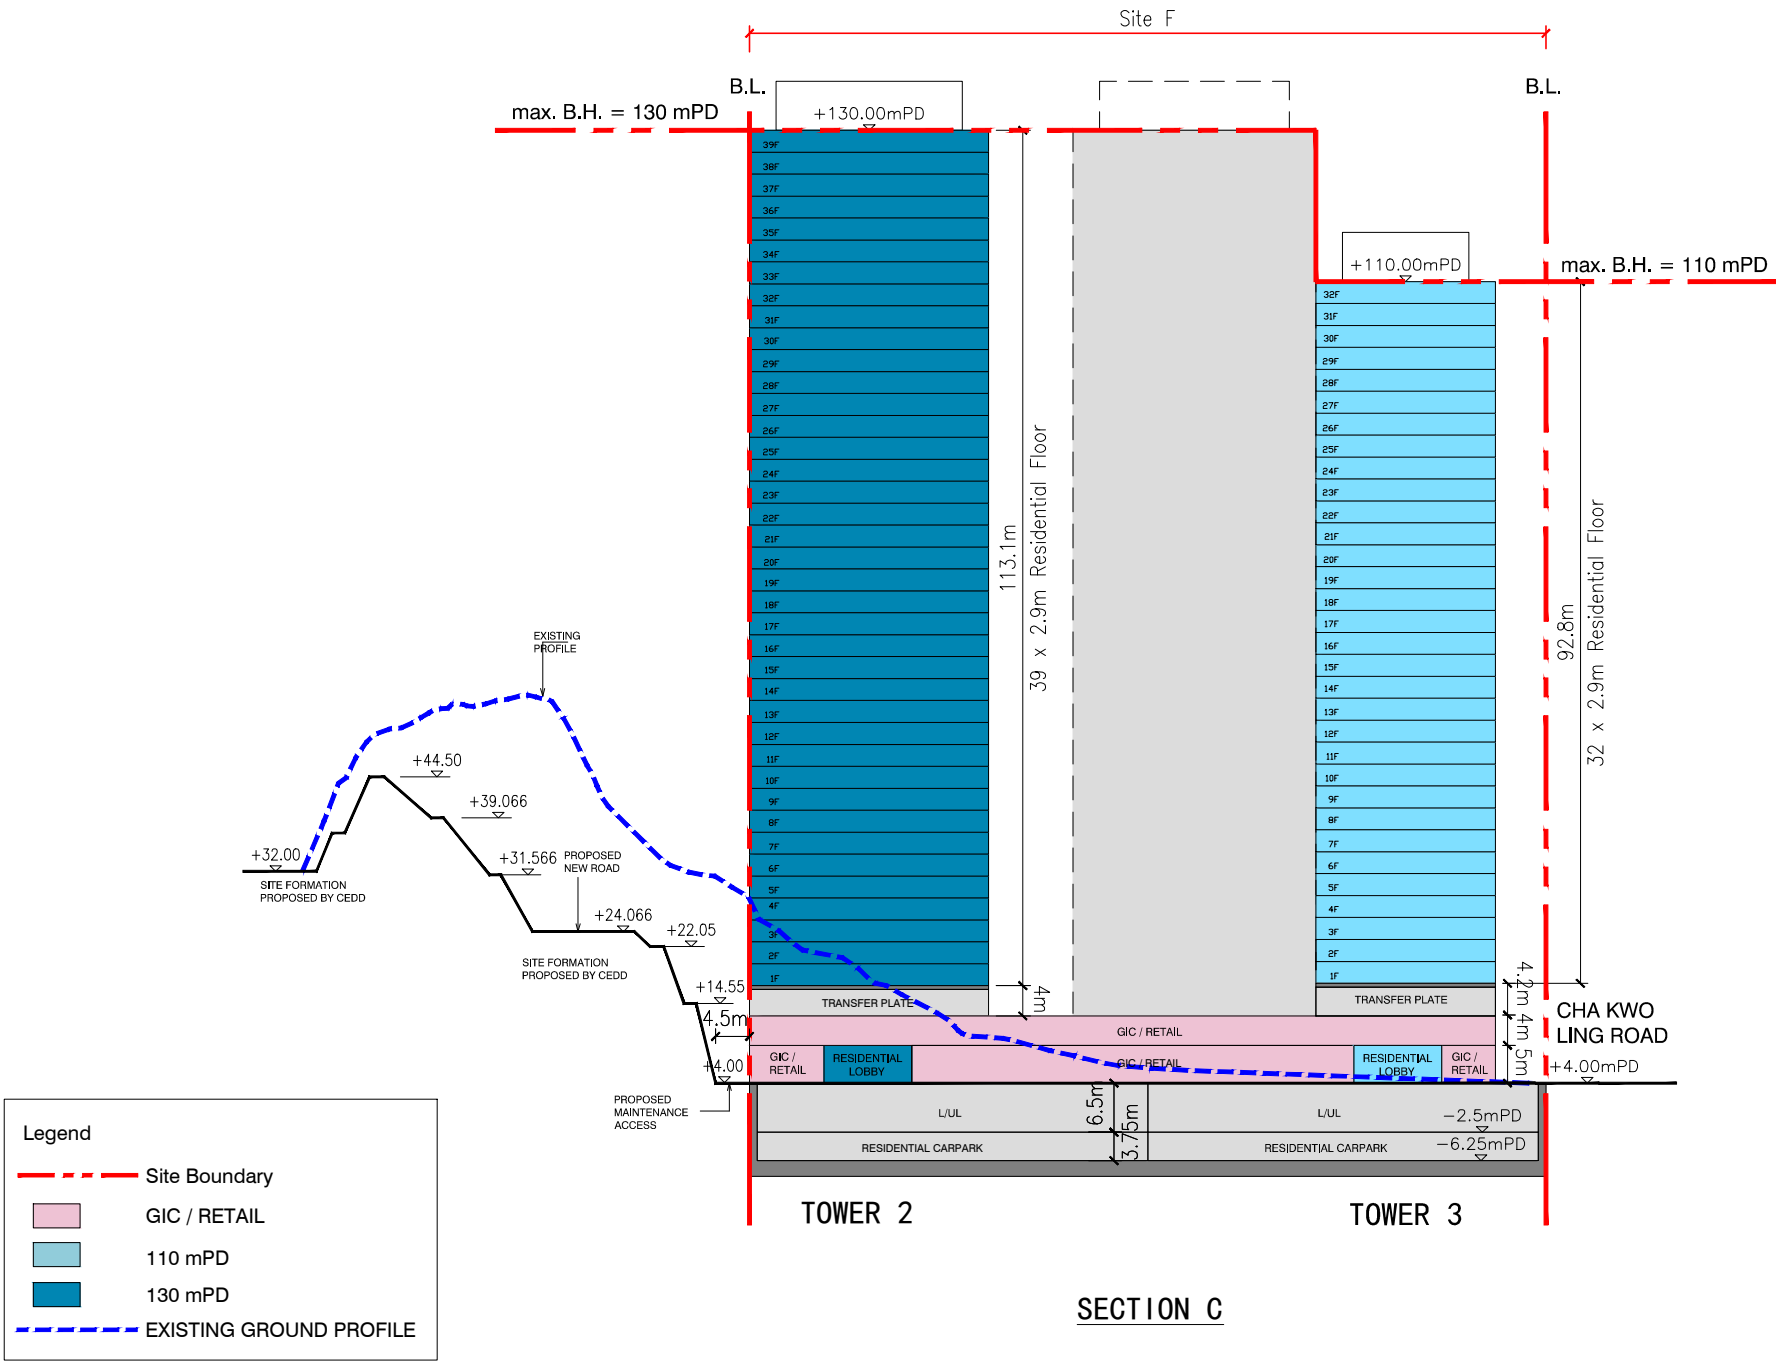 Site F
B.L.
B.L.
max. B.H. = 130 mPD
+130.00mPD
+110.00mPD
max. B.H. = 110 mPD
39F
38F
37F
36F
35F
34F
33F
32F
31F
30F
29F
28F
27F
26F
25F
24F
23F
22F
21F
20F
19F
18F
17F
16F
15F
14F
13F
12F
11F
10F
9F
8F
7F
6F
5F
4F
3F
2F
1F
113.1m
39 x 2.9m Residential Floor
32F
31F
30F
29F
28F
27F
26F
25F
24F
23F
22F
21F
20F
19F
18F
17F
16F
15F
14F
13F
12F
11F
10F
9F
8F
7F
6F
5F
4F
3F
2F
1F
92.8m
32 x 2.9m Residential Floor
EXISTING
PROFILE
+44.50
+39.066
+32.00
+31.566
PROPOSED
NEW ROAD
SITE FORMATION
PROPOSED BY CEDD
+24.066
+22.05
SITE FORMATION
PROPOSED BY CEDD
+14.55
4.5m
+4.00
PROPOSED
MAINTENANCE
ACCESS
TRANSFER PLATE
4m
TRANSFER PLATE
4.2m
4m
5m
CHA KWO
LING ROAD
+4.00mPD
GIC / RETAIL
GIC /
RETAIL
RESIDENTIAL
LOBBY
GIC / RETAIL
RESIDENTIAL
LOBBY
GIC /
RETAIL
L/UL
6.5m
L/UL
-2.5mPD
RESIDENTIAL CARPARK
3.75m
RESIDENTIAL CARPARK
-6.25mPD
TOWER 2
TOWER 3
SECTION C
Legend
Site Boundary
GIC / RETAIL
110 mPD
130 mPD
EXISTING GROUND PROFILE